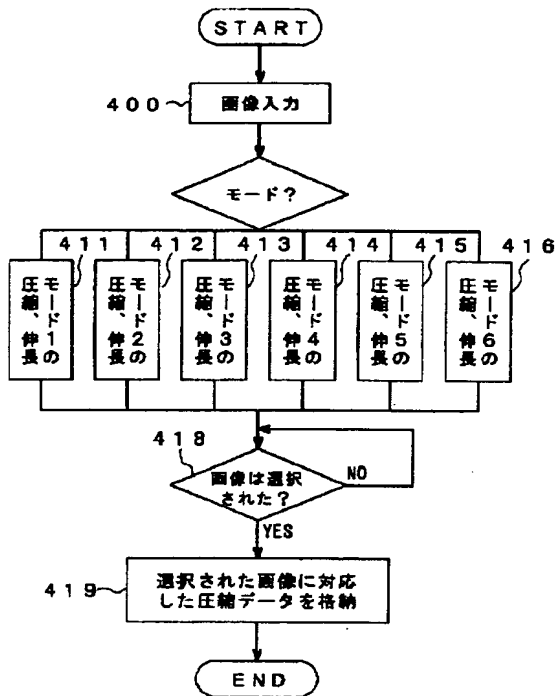 START
400
画像入力
モード?
411
412
413
414
415
416
モード1の
圧縮、伸長
モード2の
圧縮、伸長
モード3の
圧縮、伸長
モード4の
圧縮、伸長
モード5の
圧縮、伸長
モード6の
圧縮、伸長
418
画像は選択
された?
NO
YES
419
選択された画像に対応
した圧縮データを格納
END